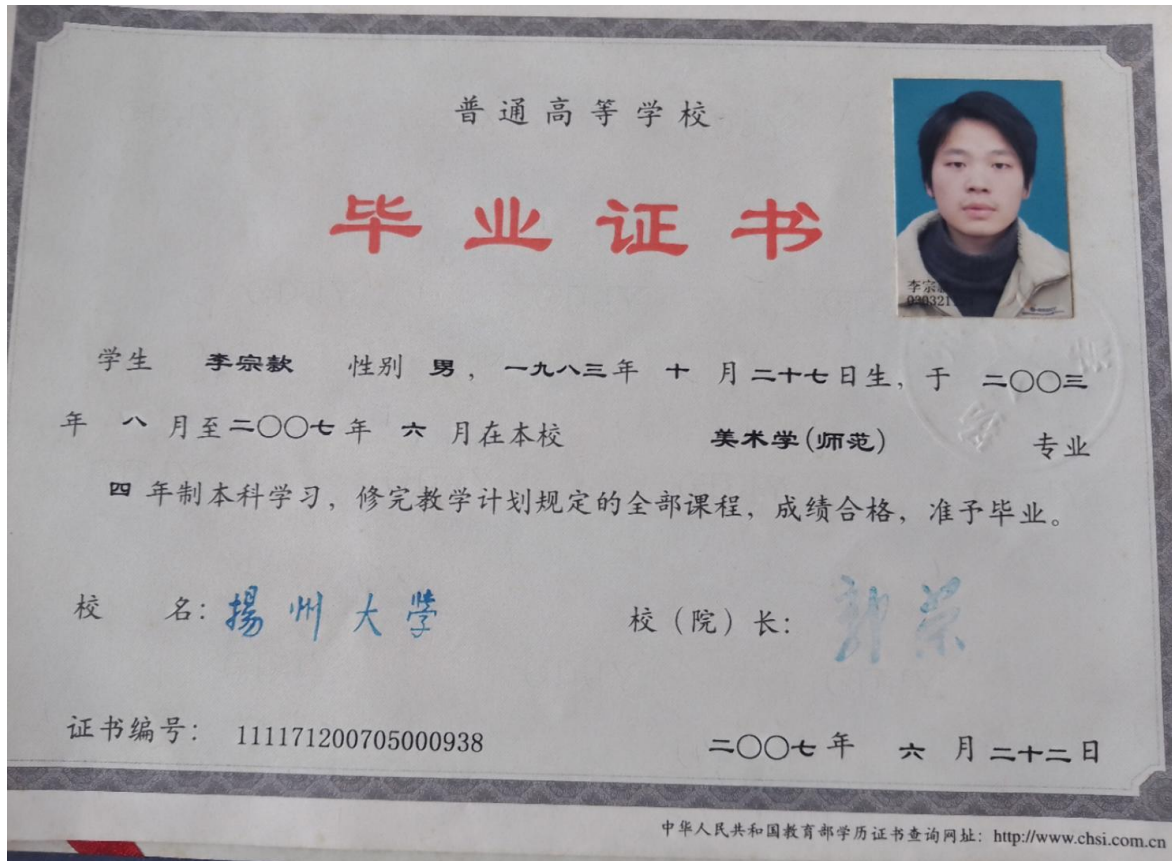 普通高等学校
毕业证书
李宗
学生 李宗款 性别 男，一九八三年 十 月二十七日生，于 二〇〇三
年 八 月至二〇〇七年 六 月在本校 美术学(师范) 专业
四 年制本科学习，修完教学计划规定的全部课程，成绩合格，准予毕业。
校 名：揚州大学 校（院）长：郭荣
证书编号：111171200705000938 二〇〇七年 六 月二十二日
中华人民共和国教育部学历证书查询网址：http://www.chsi.com.cn